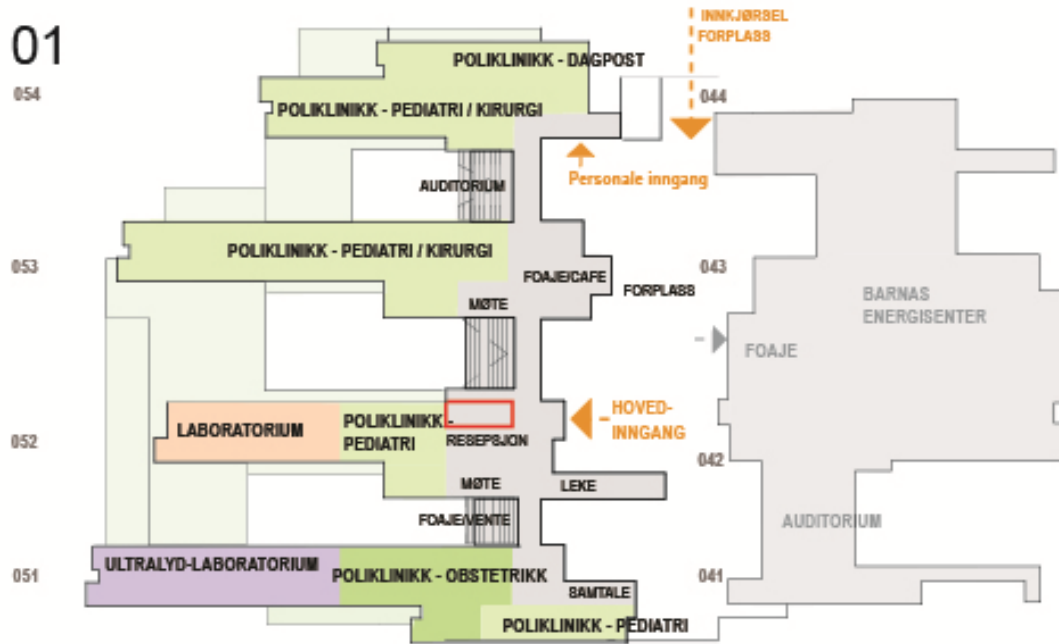 01
INNKJØRSEL
FORPLASS
POLIKLINIKK - DAGPOST
054
044
POLIKLINIKK - PEDIATRI / KIRURGI
AUDITORIUM
Personale inngang
POLIKLINIKK - PEDIATRI / KIRURGI
053
FOAJE/CAFE
043
FORPLASS
MØTE
BARNAS
ENERGISENTER
FOAJE
HOVED-
INNGANG
LABORATORIUM
POLIKLINIKK -
PEDIATRI
052
RESEPSJON
042
MØTE
LEKE
FOAJE/VENTE
AUDITORIUM
ULTRALYD-LABORATORIUM
051
POLIKLINIKK - OBSTETRIKK
041
SAMTALE
POLIKLINIKK - PEDIATRI